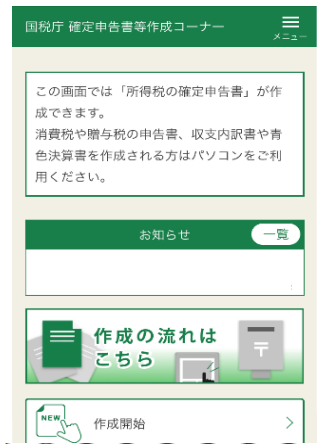 国税庁 確定申告書等作成コーナー
メニュー
この画面では「所得税の確定申告書」が作
成できます。
消費税や贈与税の申告書、収支内訳書や青
色決算書を作成される方はパソコンをご利
用ください。
お知らせ
一覧
作成の流れは
こちら
〒
NEW
作成開始